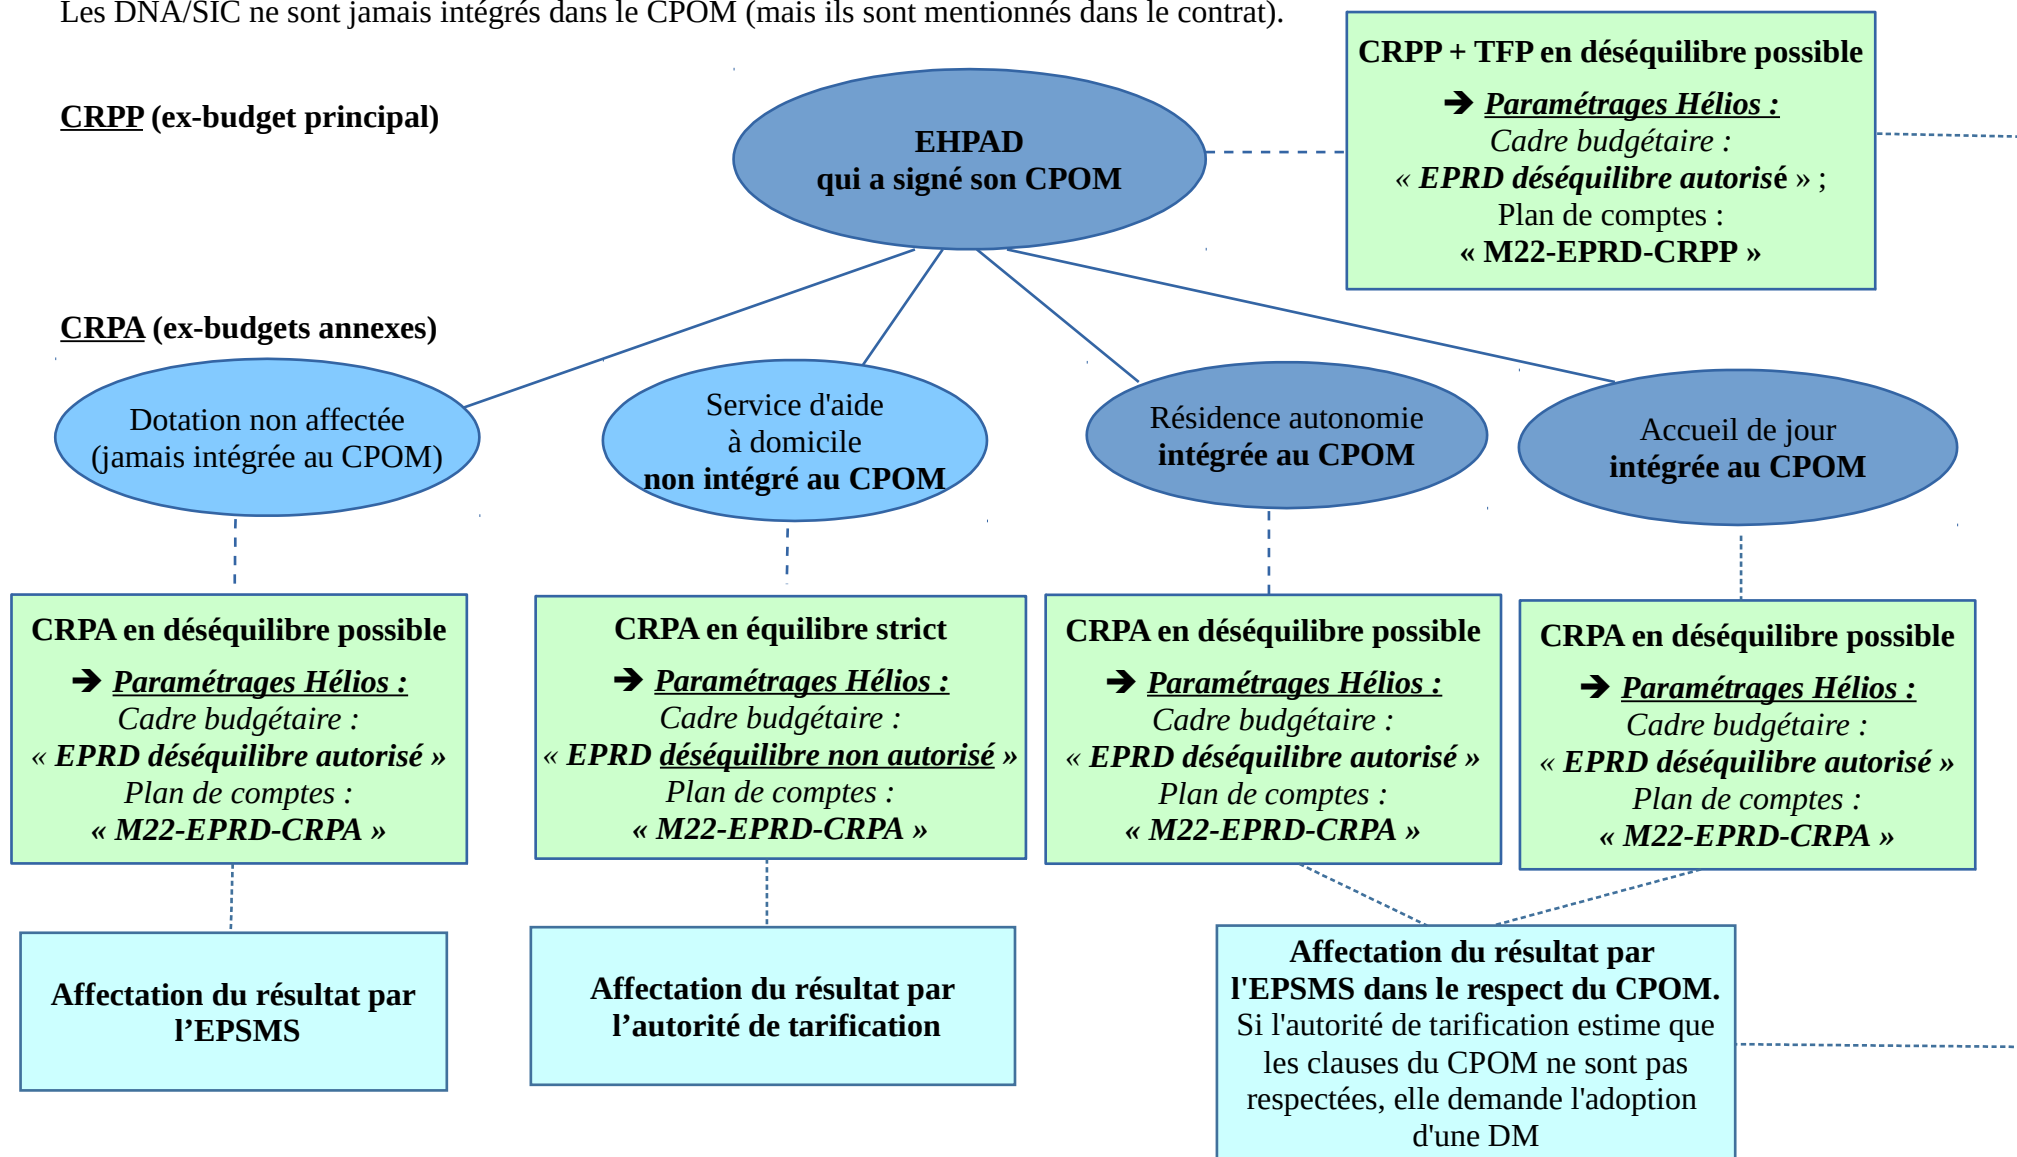 Les DNA/SIC ne sont jamais intégrés dans le CPOM (mais ils sont mentionnés dans le contrat).
CRPP + TFP en déséquilibre possible
➔ Paramétrages Hélios :
Cadre budgétaire :
« EPRD déséquilibre autorisé » ;
Plan de comptes :
« M22-EPRD-CRPP »
CRPP (ex-budget principal)
EHPAD
qui a signé son CPOM
CRPA (ex-budgets annexes)
Dotation non affectée
(jamais intégrée au CPOM)
Service d'aide
à domicile
non intégré au CPOM
Résidence autonomie
intégrée au CPOM
Accueil de jour
intégrée au CPOM
CRPA en déséquilibre possible
➔ Paramétrages Hélios :
Cadre budgétaire :
« EPRD déséquilibre autorisé »
Plan de comptes :
« M22-EPRD-CRPA »
CRPA en équilibre strict
➔ Paramétrages Hélios :
Cadre budgétaire :
« EPRD déséquilibre non autorisé »
Plan de comptes :
« M22-EPRD-CRPA »
CRPA en déséquilibre possible
➔ Paramétrages Hélios :
Cadre budgétaire :
« EPRD déséquilibre autorisé »
Plan de comptes :
« M22-EPRD-CRPA »
CRPA en déséquilibre possible
➔ Paramétrages Hélios :
Cadre budgétaire :
« EPRD déséquilibre autorisé »
Plan de comptes :
« M22-EPRD-CRPA »
Affectation du résultat par
l’EPSMS
Affectation du résultat par
l’autorité de tarification
Affectation du résultat par
l'EPSMS dans le respect du CPOM.
Si l'autorité de tarification estime que
les clauses du CPOM ne sont pas
respectées, elle demande l'adoption
d'une DM